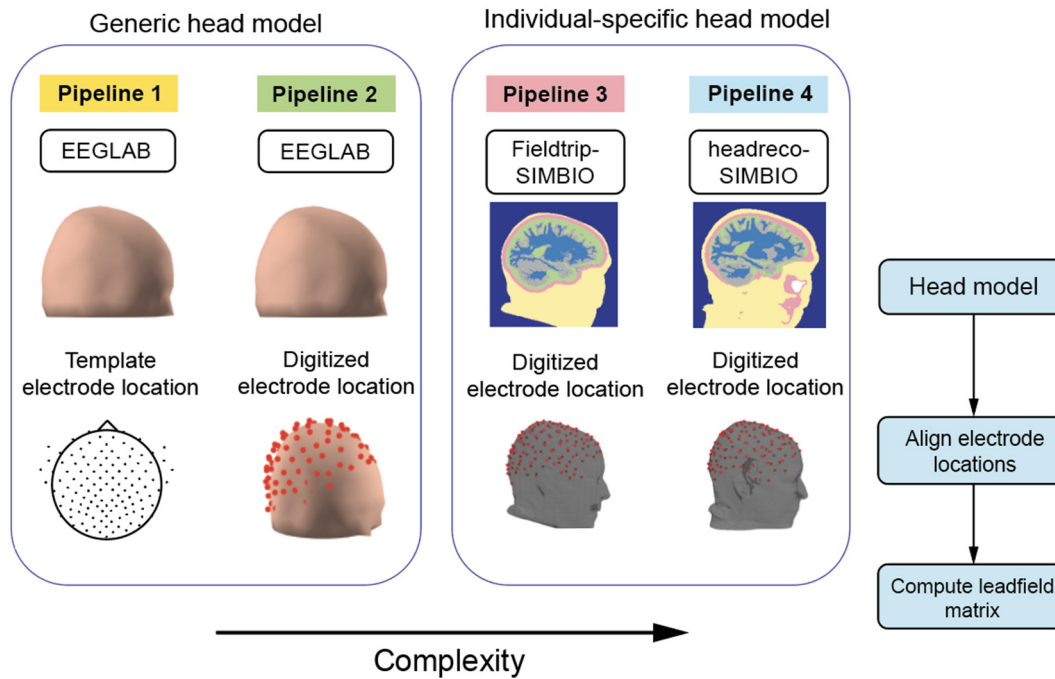 Generic head model
Individual-specific head model
Pipeline 1
Pipeline 2
Pipeline 3
Pipeline 4
EEGLAB
EEGLAB
Fieldtrip-
SIMBIO
headreco-
SIMBIO
Template
electrode location
Digitized
electrode location
Digitized
electrode location
Digitized
electrode location
Head model
Align electrode
locations
Compute leadfield
matrix
Complexity